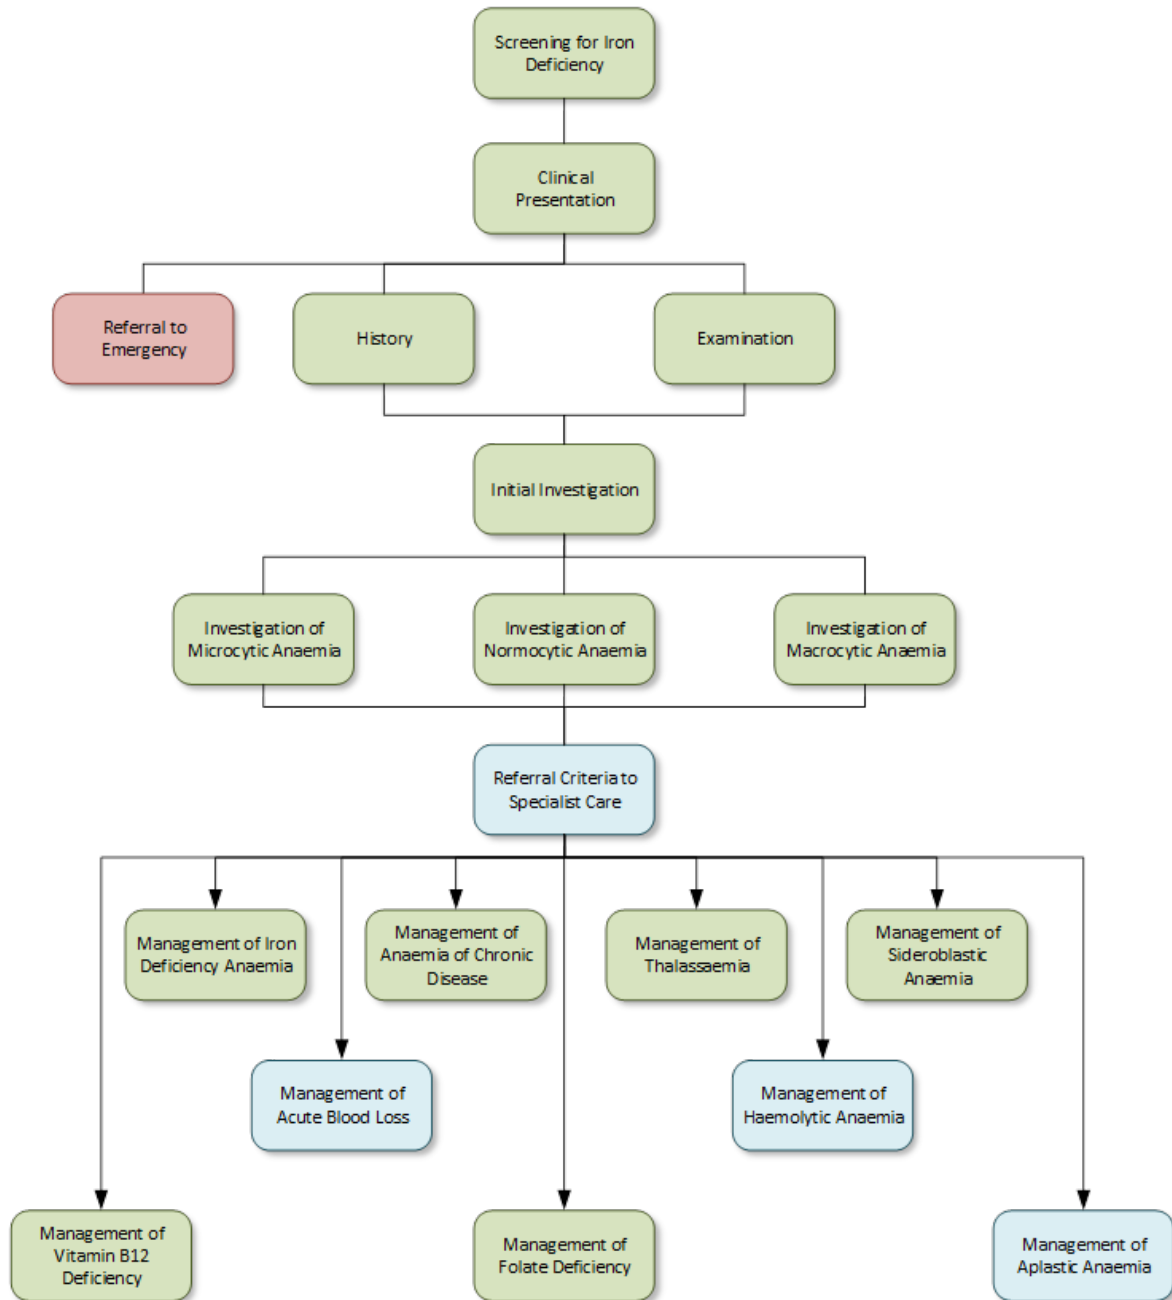 Screening for Iron
Deficiency
Clinical
Presentation
Referral to
Emergency
History
Examination
Initial Investigation
Investigation of
Microcytic Anaemia
Investigation of
Normocytic Anaemia
Investigation of
Macrocytic Anaemia
Referral Criteria to
Specialist Care
Management of Iron
Deficiency Anaemia
Management of
Anaemia of Chronic
Disease
Management of
Thalassaemia
Management of
Sideroblastic
Anaemia
Management of
Acute Blood Loss
Management of
Haemolytic Anaemia
Management of
Vitamin B12
Deficiency
Management of
Folate Deficiency
Management of
Aplastic Anaemia